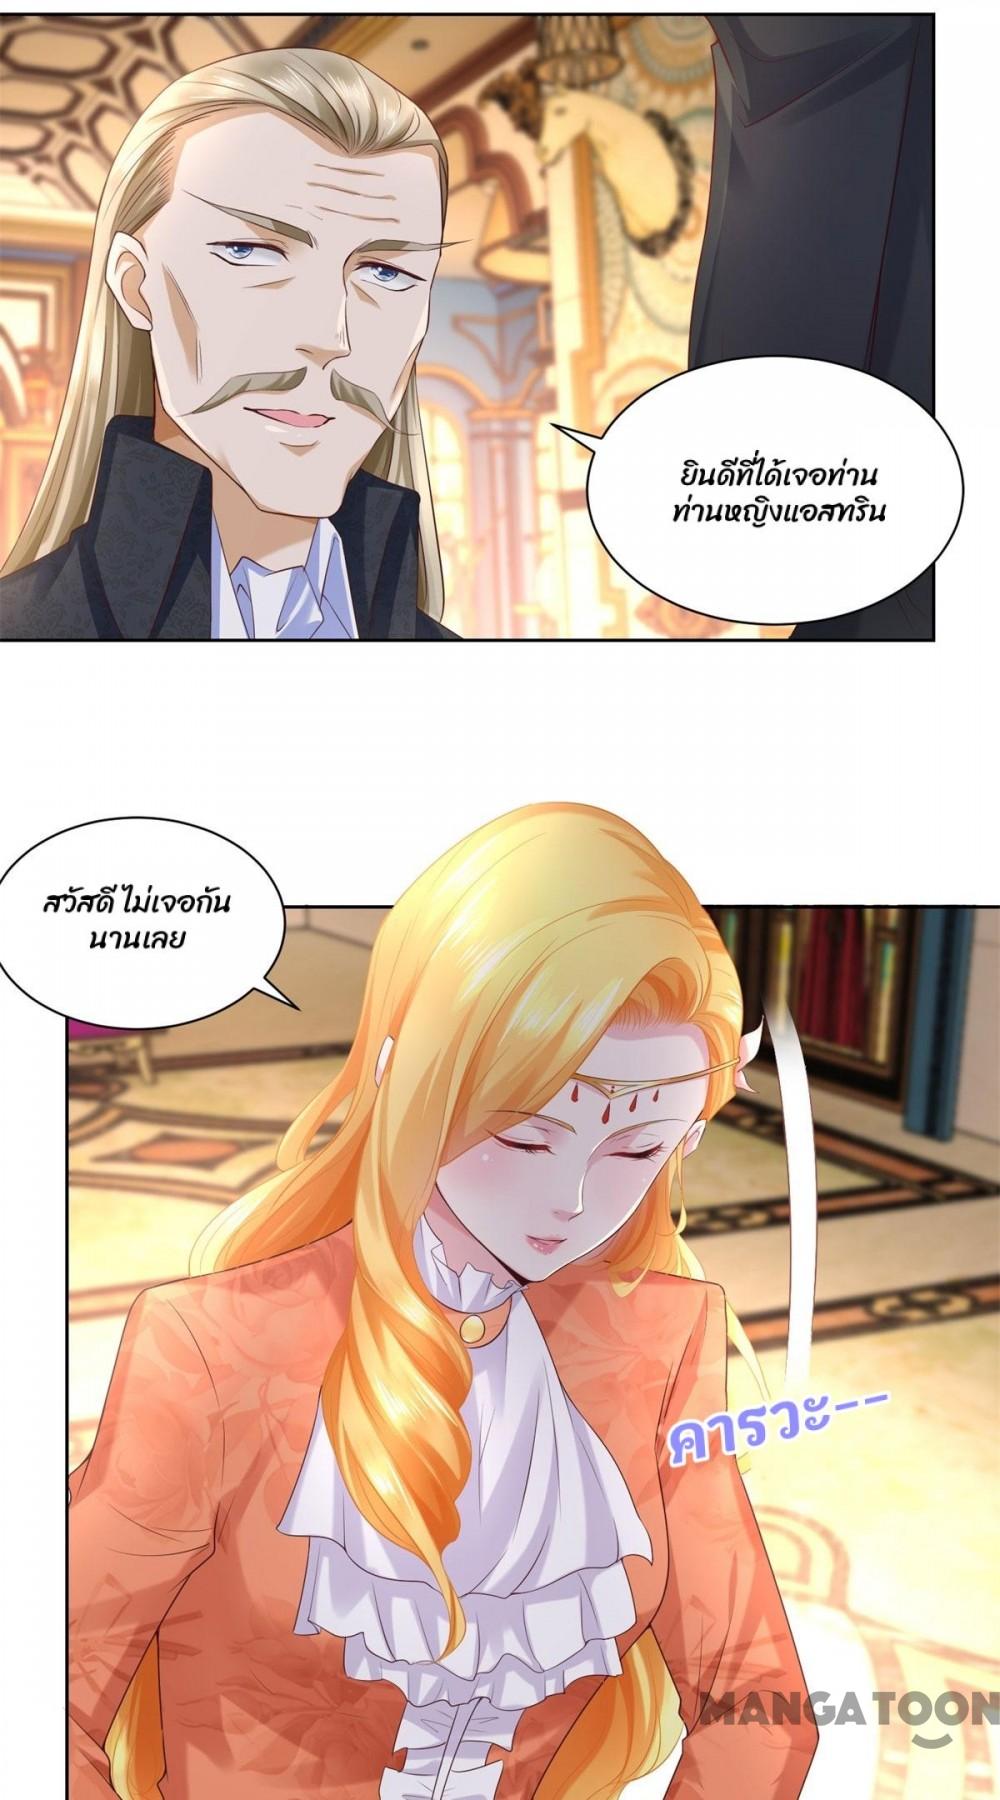 ยินดีที่ได้เจอท่าน
ท่านหญิงแอสทริน
สวัสดี ไม่เจอกัน
นานเลย
คารวะ--
MANGATOON